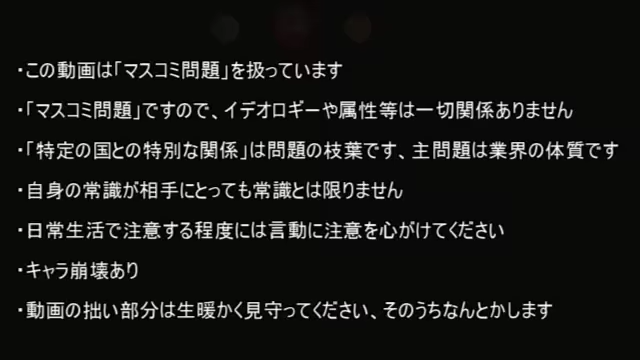 ・この動画は「マスコミ問題」を扱っています
・「マスコミ問題」ですので、イデオロギーや属性等は一切関係ありません
・「特定の国との特別な関係」は問題の枝葉です、主問題は業界の体質です
・自身の常識が相手にとっても常識とは限りません
・日常生活で注意する程度には言動に注意を心がけてください
・キャラ崩壊あり
・動画の拙い部分は生暖かく見守ってください、そのうちなんとかします